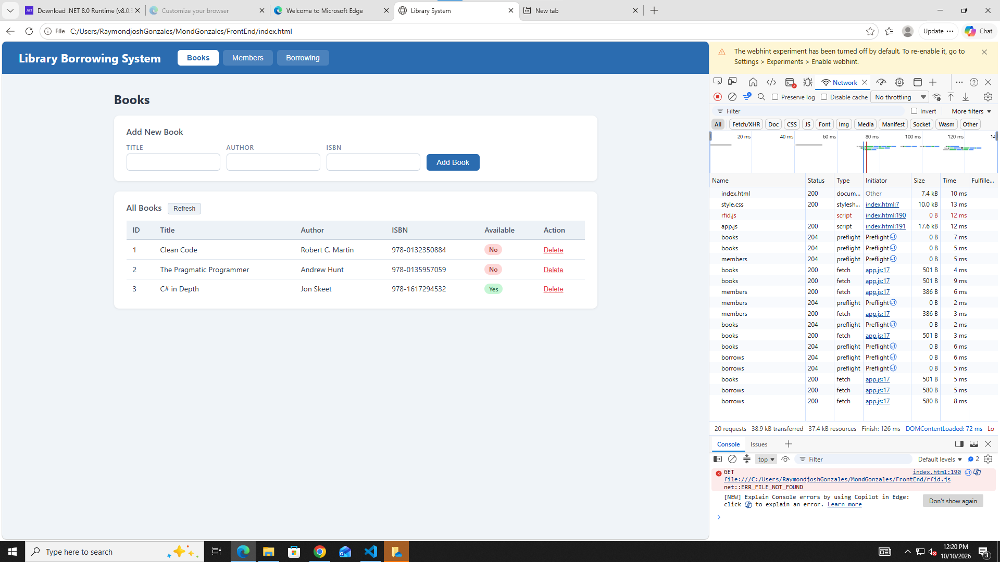 Download .NET 8.0 Runtime (v8.0.
Customize your browser
Welcome to Microsoft Edge
Library System
New tab
File C:/Users/RaymondjoshGonzales/MondGonzales/FrontEnd/index.html
Update
Chat
Library Borrowing System
Books
Members
Borrowing
Books
Add New Book
TITLE AUTHOR ISBN
Add Book
All Books Refresh
ID Title Author ISBN Available Action
1 Clean Code Robert C. Martin 978-0132350884 No Delete
2 The Pragmatic Programmer Andrew Hunt 978-0135957059 No Delete
3 C# in Depth Jon Skeet 978-1617294532 Yes Delete
The webhint experiment has been turned off by default. To re-enable it, go to
Settings > Experiments > Enable webhint.
Network
Preserve log Disable cache No throttling
Filter Invert More filters
All Fetch/XHR Doc CSS JS Font Img Media Manifest Socket Wasm Other
20 ms 40 ms 60 ms 80 ms 100 ms 120 ms 14
Name Status Type Initiator Size Time Fulfille...
index.html 200 docum... Other 7.4 kB 10 ms
style.css 200 stylesh... index.html:7 10.0 kB 13 ms
rfid.js script index.html:190 0 B 12 ms
app.js 200 script index.html:191 17.6 kB 12 ms
books 204 preflight Preflight 0 B 7 ms
books 204 preflight Preflight 0 B 5 ms
members 204 preflight Preflight 0 B 5 ms
books 200 fetch app.js:17 501 B 4 ms
books 200 fetch app.js:17 501 B 9 ms
members 200 fetch app.js:17 386 B 6 ms
members 204 preflight Preflight 0 B 2 ms
members 200 fetch app.js:17 386 B 3 ms
books 204 preflight Preflight 0 B 2 ms
books 200 fetch app.js:17 501 B 3 ms
books 204 preflight Preflight 0 B 6 ms
borrows 204 preflight Preflight 0 B 6 ms
borrows 204 preflight Preflight 0 B 5 ms
books 200 fetch app.js:17 501 B 5 ms
borrows 200 fetch app.js:17 580 B 5 ms
borrows 200 fetch app.js:17 580 B 8 ms
20 requests 38.9 kB transferred 37.4 kB resources Finish: 126 ms DOMContentLoaded: 72 ms Lo
Console Issues
top Filter Default levels 2
GET index.html:190
file:///C:/Users/RaymondjoshGonzales/MondGonzales/FrontEnd/rfid.js
net::ERR_FILE_NOT_FOUND
[NEW] Explain Console errors by using Copilot in Edge:
click to explain an error. Learn more
Don't show again
Type here to search
12:20 PM
10/10/2026
3